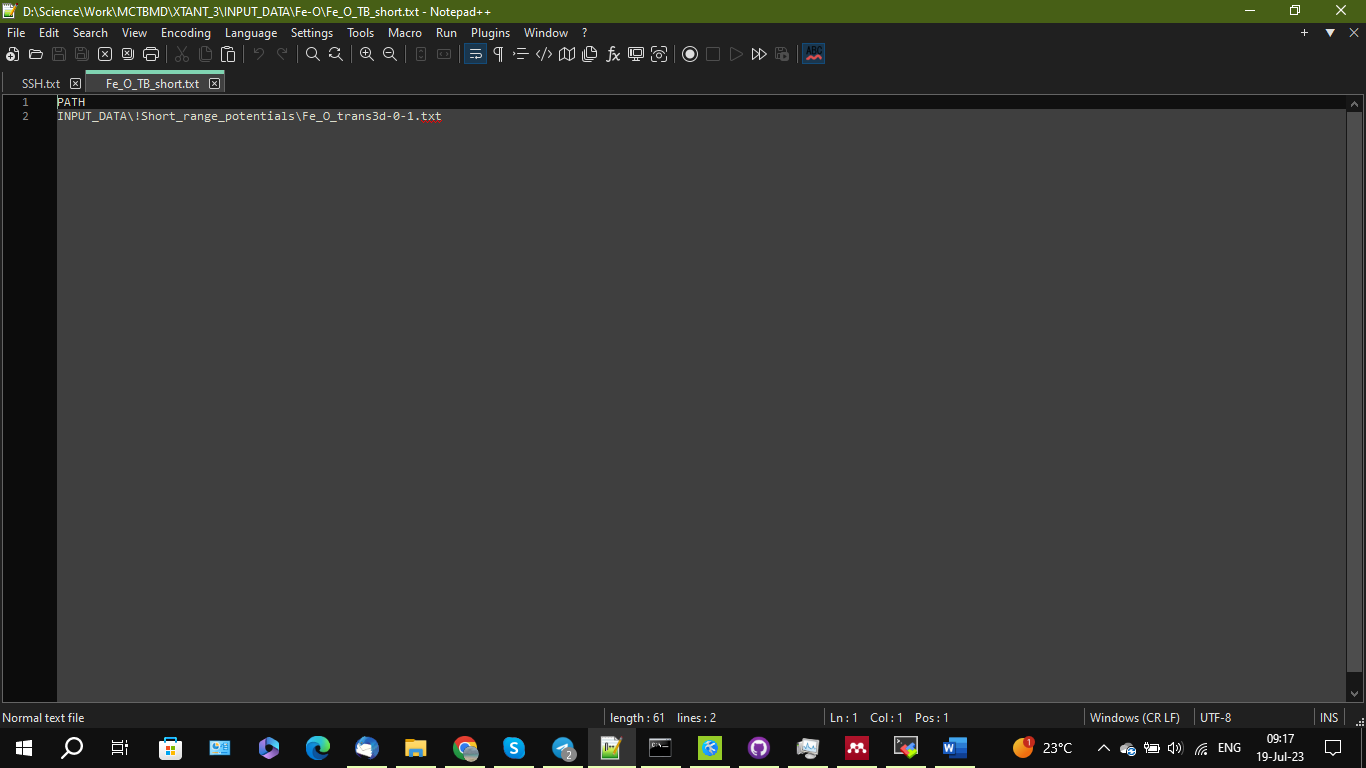 D:\Science\Work\MCTBMD\XTANT_3\INPUT_DATA\Fe-O\Fe_O_TB_short.txt - Notepad++
File Edit Search View Encoding Language Settings Tools Macro Run Plugins Window ?
SSH.txt Fe_O_TB_short.txt
1 PATH
2 INPUT_DATA\!Short_range_potentials\Fe_O_trans3d-0-1.txt
Normal text file length : 61 lines : 2 Ln : 1 Col : 1 Pos : 1 Windows (CR LF) UTF-8 INS
2 1 23°C ENG 09:17
19-Jul-23